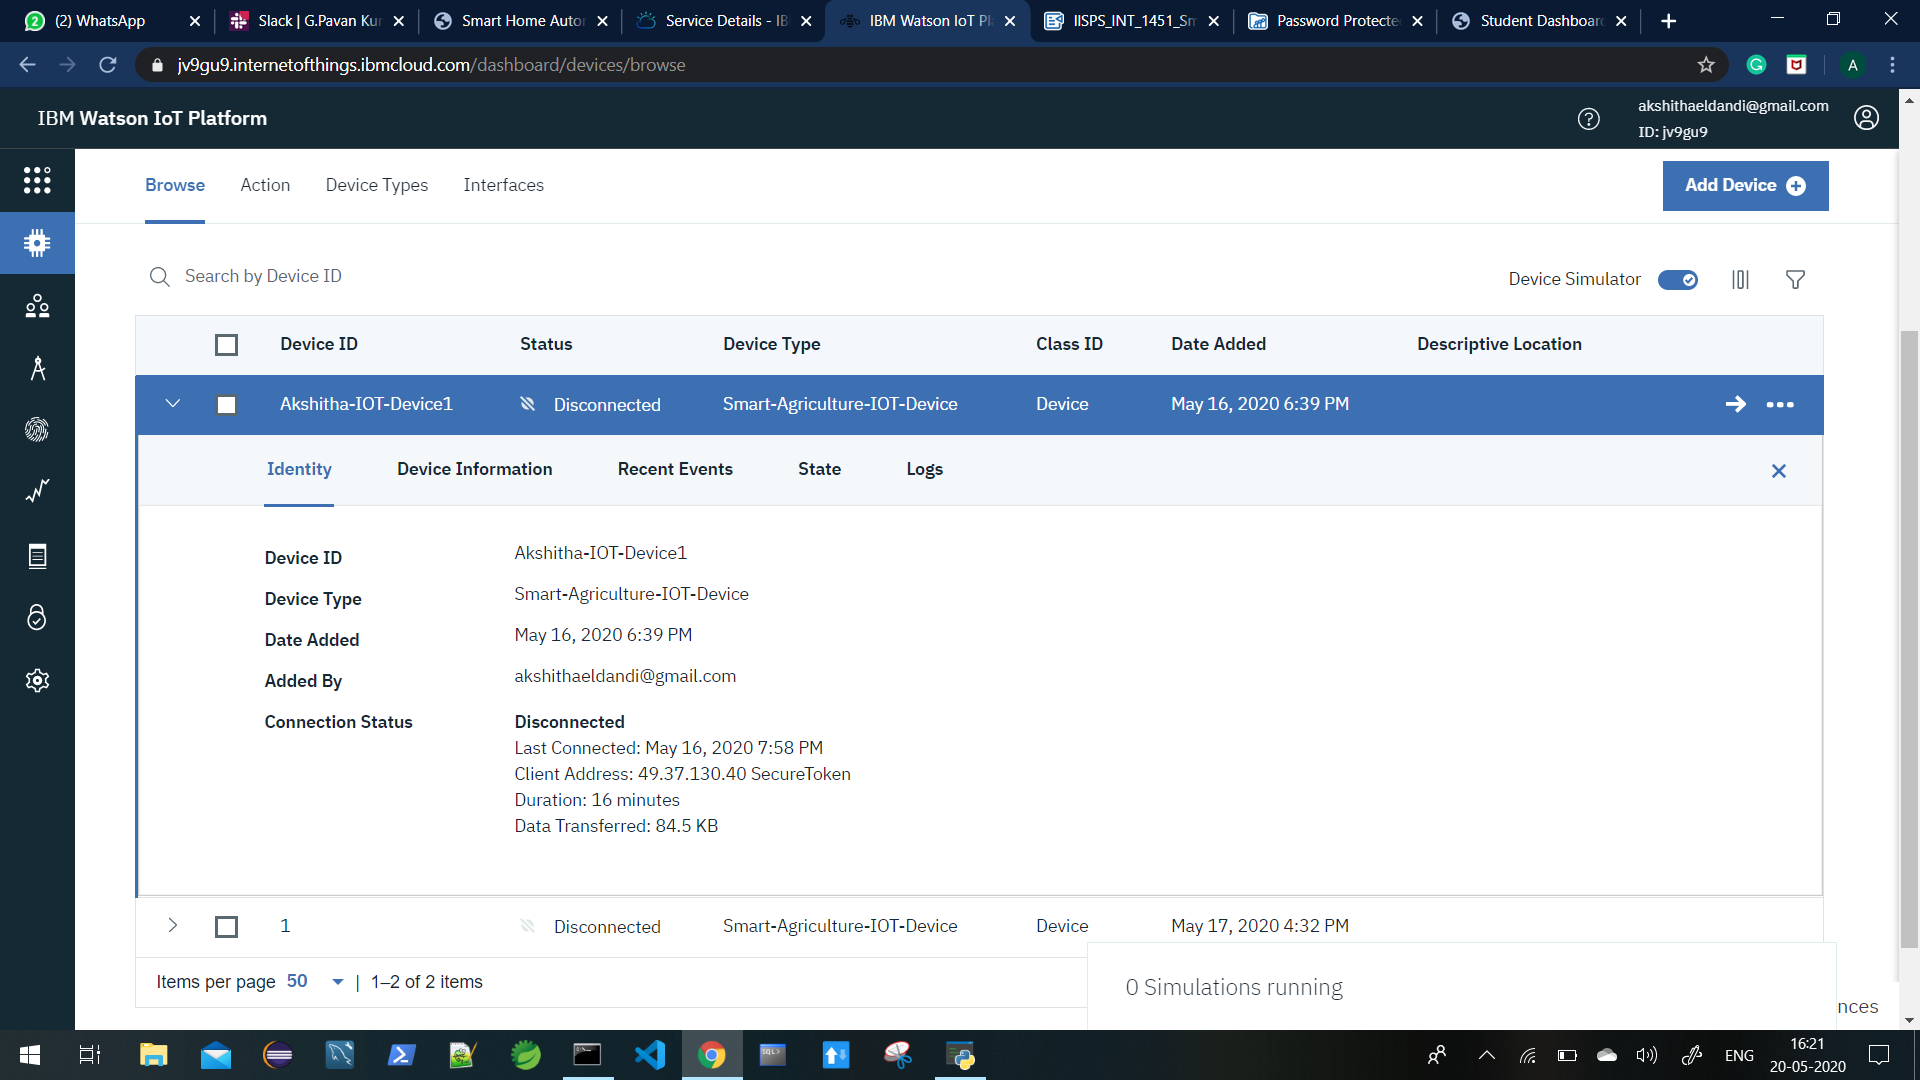 (2) WhatsApp
Slack | G.Pavan Kur
Smart Home Autor
Service Details - IB
IBM Watson IoT Pl
IISPS_INT_1451_Sm
Password Protecte
Student Dashboard
jv9gu9.internetofthings.ibmcloud.com/dashboard/devices/browse
A
IBM Watson IoT Platform
akshithaeldandi@gmail.com
ID: jv9gu9
Browse
Action
Device Types
Interfaces
Add Device
Search by Device ID
Device Simulator
Device ID Status Device Type Class ID Date Added Descriptive Location
Akshitha-IOT-Device1 Disconnected Smart-Agriculture-IOT-Device Device May 16, 2020 6:39 PM
Identity Device Information Recent Events State Logs
Device ID Akshitha-IOT-Device1
Device Type Smart-Agriculture-IOT-Device
Date Added May 16, 2020 6:39 PM
Added By akshithaeldandi@gmail.com
Connection Status Disconnected
Last Connected: May 16, 2020 7:58 PM
Client Address: 49.37.130.40 SecureToken
Duration: 16 minutes
Data Transferred: 84.5 KB
1 Disconnected Smart-Agriculture-IOT-Device Device May 17, 2020 4:32 PM
Items per page 50 | 1–2 of 2 items
0 Simulations running
nces
ENG
16:21
20-05-2020